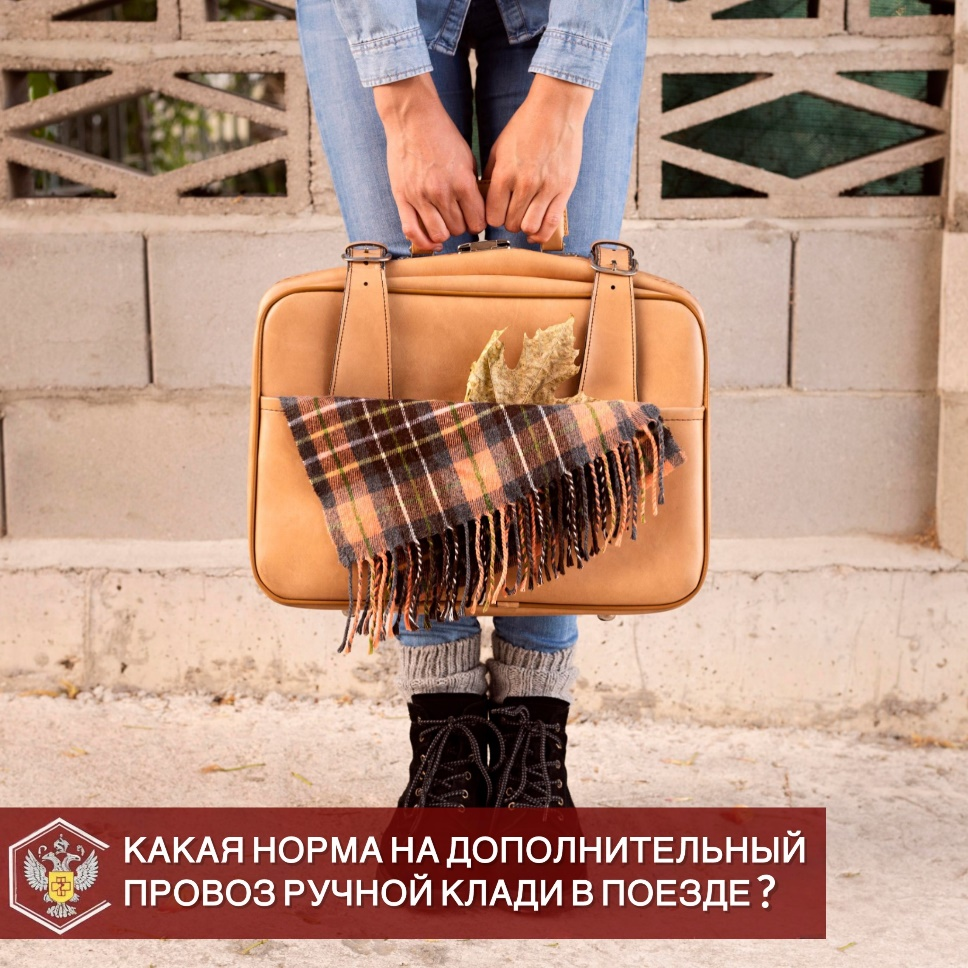 КАКАЯ НОРМА НА ДОПОЛНИТЕЛЬНЫЙ
ПРОВОЗ РУЧНОЙ КЛАДИ В ПОЕЗДЕ?